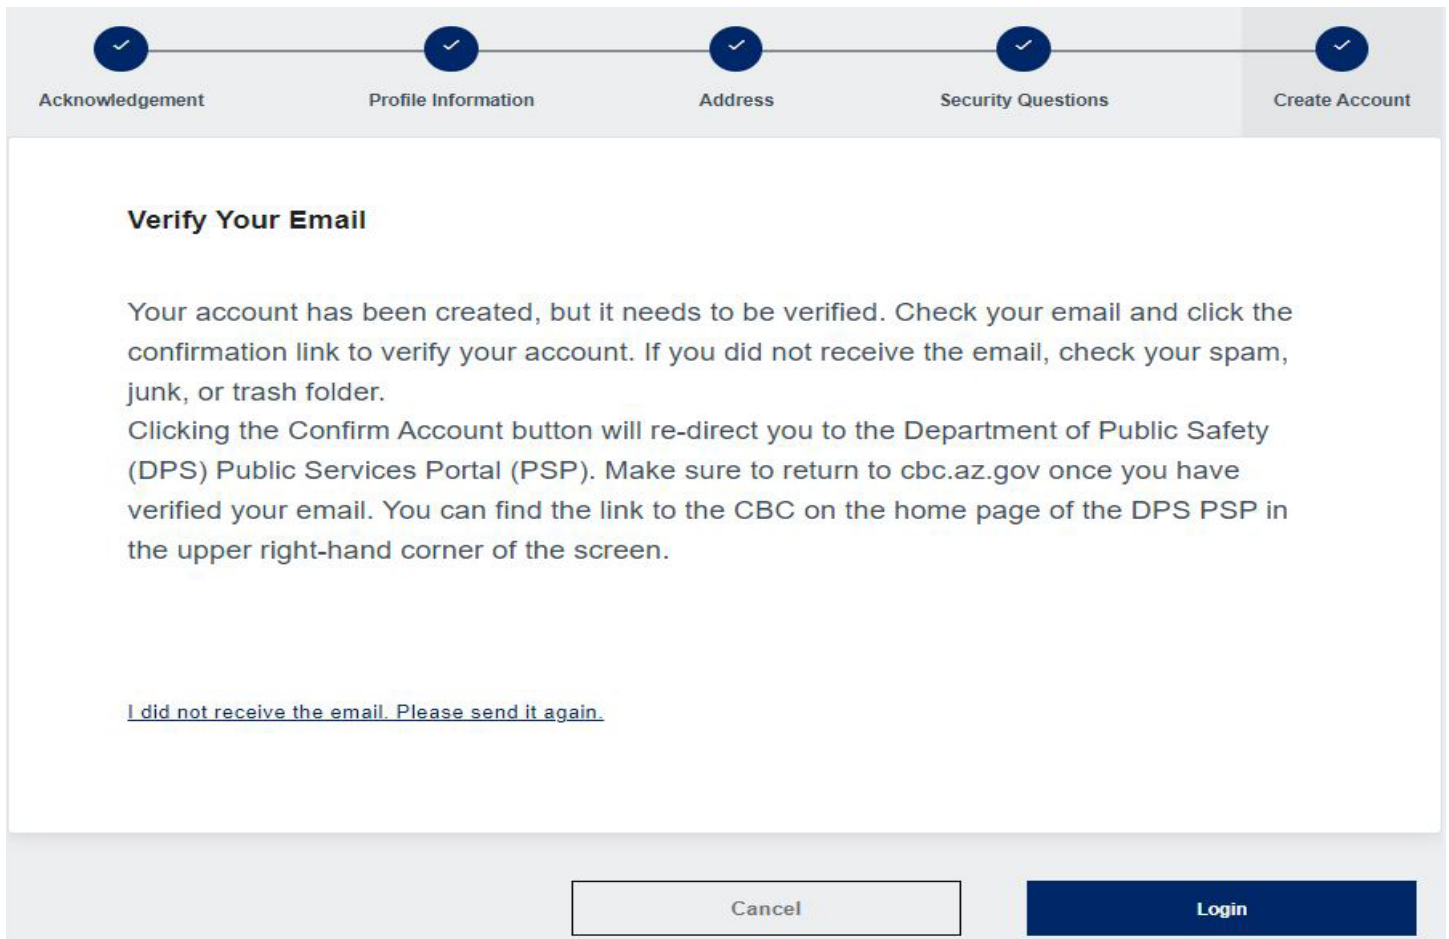 Acknowledgement Profile Information Address Security Questions Create Account
Verify Your Email
Your account has been created, but it needs to be verified. Check your email and click the
confirmation link to verify your account. If you did not receive the email, check your spam,
junk, or trash folder.
Clicking the Confirm Account button will re-direct you to the Department of Public Safety
(DPS) Public Services Portal (PSP). Make sure to return to cbc.az.gov once you have
verified your email. You can find the link to the CBC on the home page of the DPS PSP in
the upper right-hand corner of the screen.
I did not receive the email. Please send it again.
Cancel Login